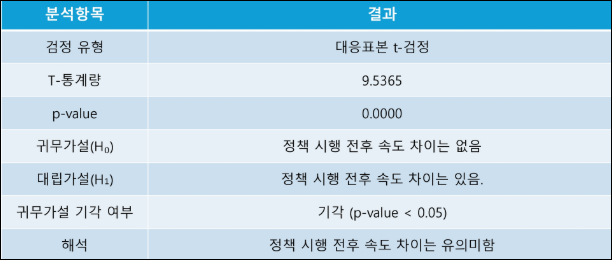 분석항목 결과
검정 유형 대응표본 t-검정
T-통계량 9.5365
p-value 0.0000
귀무가설(H₀) 정책 시행 전후 속도 차이는 없음
대립가설(H₁) 정책 시행 전후 속도 차이는 있음.
귀무가설 기각 여부 기각 (p-value < 0.05)
해석 정책 시행 전후 속도 차이는 유의미함